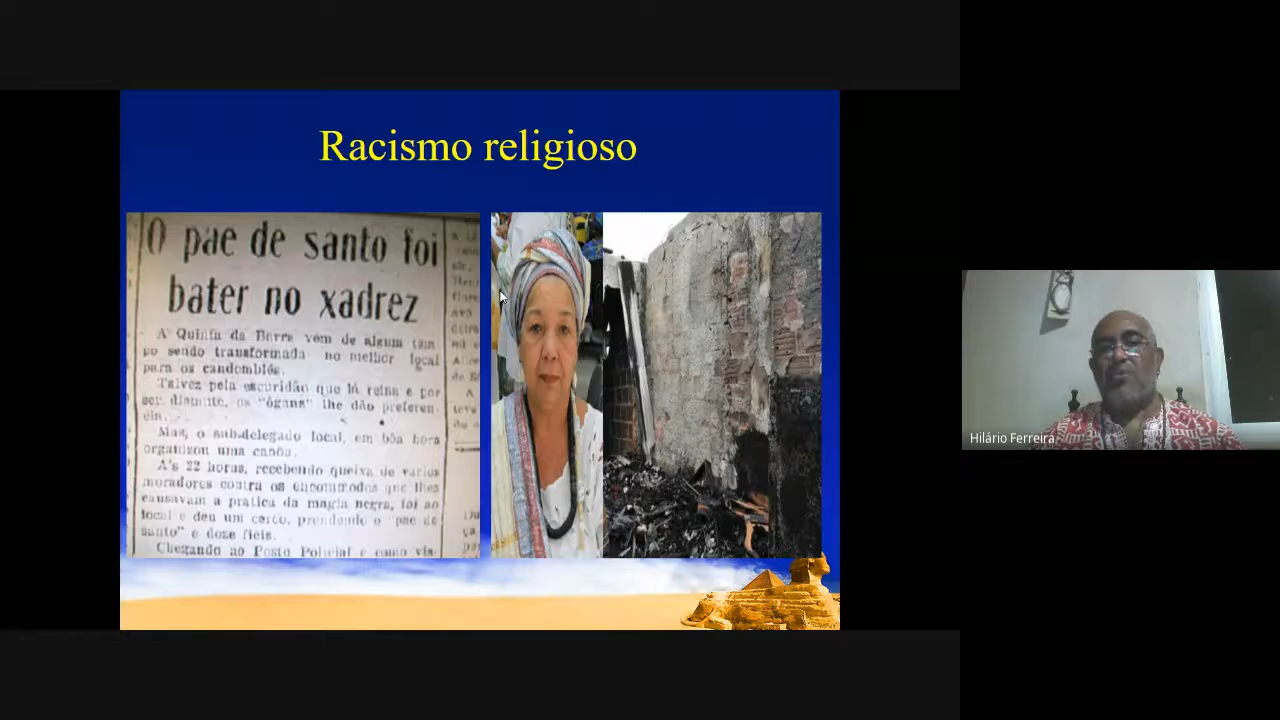 Racismo religioso
O pae de santo foi
bater no xadrez
A Quinta da Barra vem de algum tem
po sendo transformada no melhor local
para os candomblés.
Talvez pela escuridão que lá reina e por
ser distante, os "ógans" lhe dão preferen-
cia.
Mas, o sub-delegado local, em bôa hora
organizou uma canôa.
A's 22 horas, recebendo queixa de varios
moradores contra os encommodos que lhes
causavam a pratica da magia negra, foi ao
local e deu um cerco, prendendo o "pae de
santo" e doze fieis.
Chegando ao Posto Policial e como vis-
Hilário Ferreira